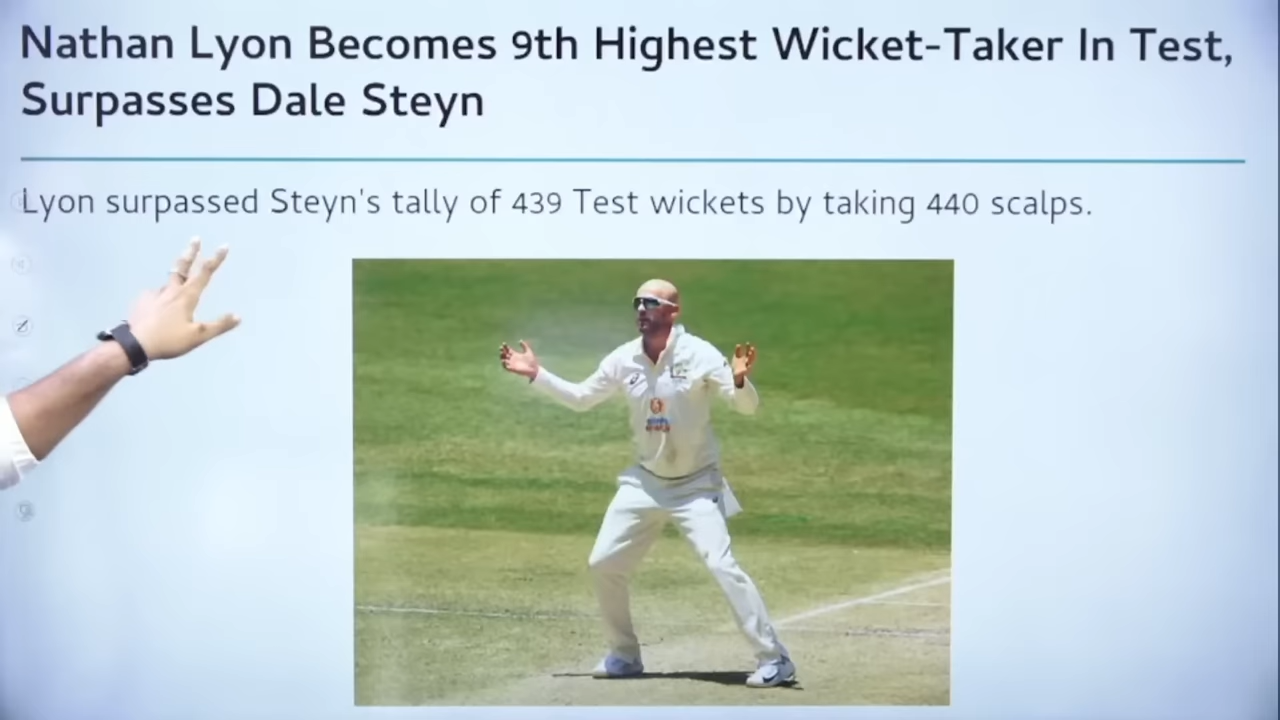 Nathan Lyon Becomes 9th Highest Wicket-Taker In Test,
Surpasses Dale Steyn
Lyon surpassed Steyn's tally of 439 Test wickets by taking 440 scalps.